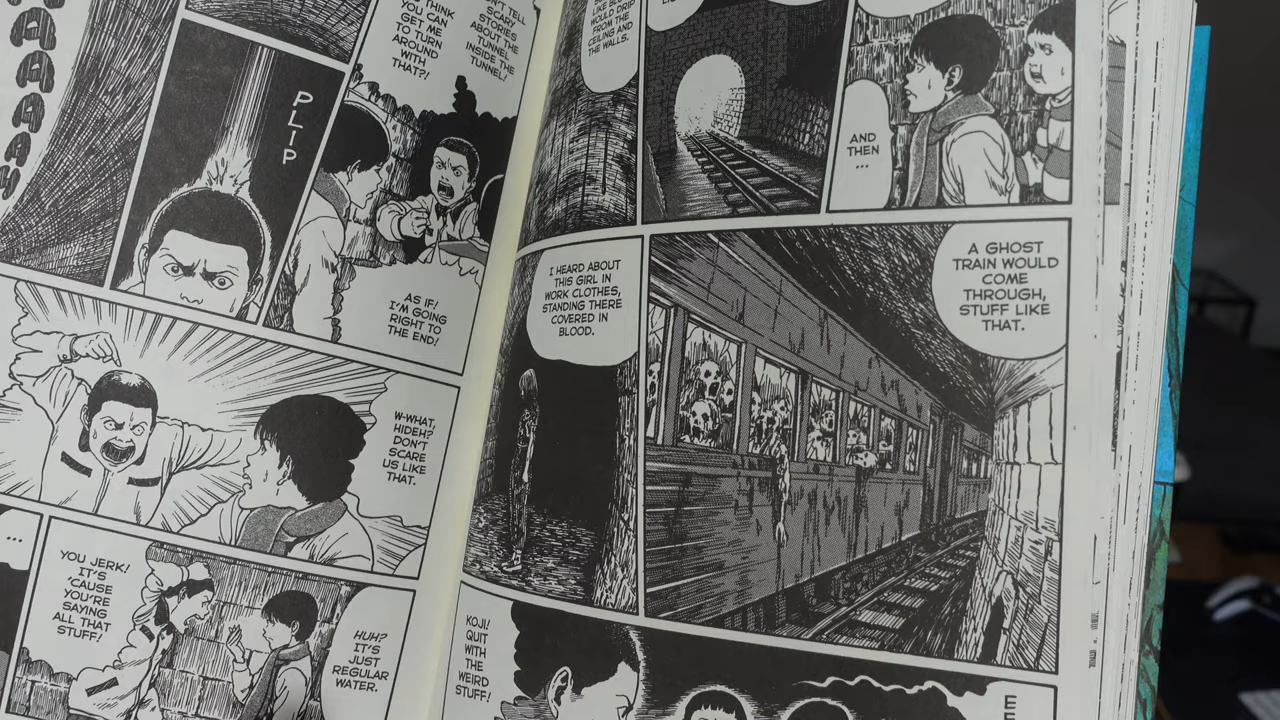 AND
THEN
...
WOULD DRIP
FROM THE
CEILING AND
THE WALLS.
A GHOST
TRAIN WOULD
COME
THROUGH,
STUFF LIKE
THAT.
I HEARD ABOUT
THIS GIRL IN
WORK CLOTHES,
STANDING THERE
COVERED IN
BLOOD.
KOJI!
QUIT
WITH
THE
WEIRD
STUFF!
TELL
SCARY
STORIES
ABOUT THE
TUNNEL
INSIDE THE
TUNNEL!
THINK
YOU CAN
GET ME
TO TURN
AROUND
WITH
THAT?!
AS IF!
I'M GOING
RIGHT TO
THE END!
PLIP
W-WHAT,
HIDEH?
DON'T
SCARE
US LIKE
THAT.
HUH?
IT'S
JUST
REGULAR
WATER.
YOU JERK!
IT'S
'CAUSE
YOU'RE
SAYING
ALL THAT
STUFF!
...